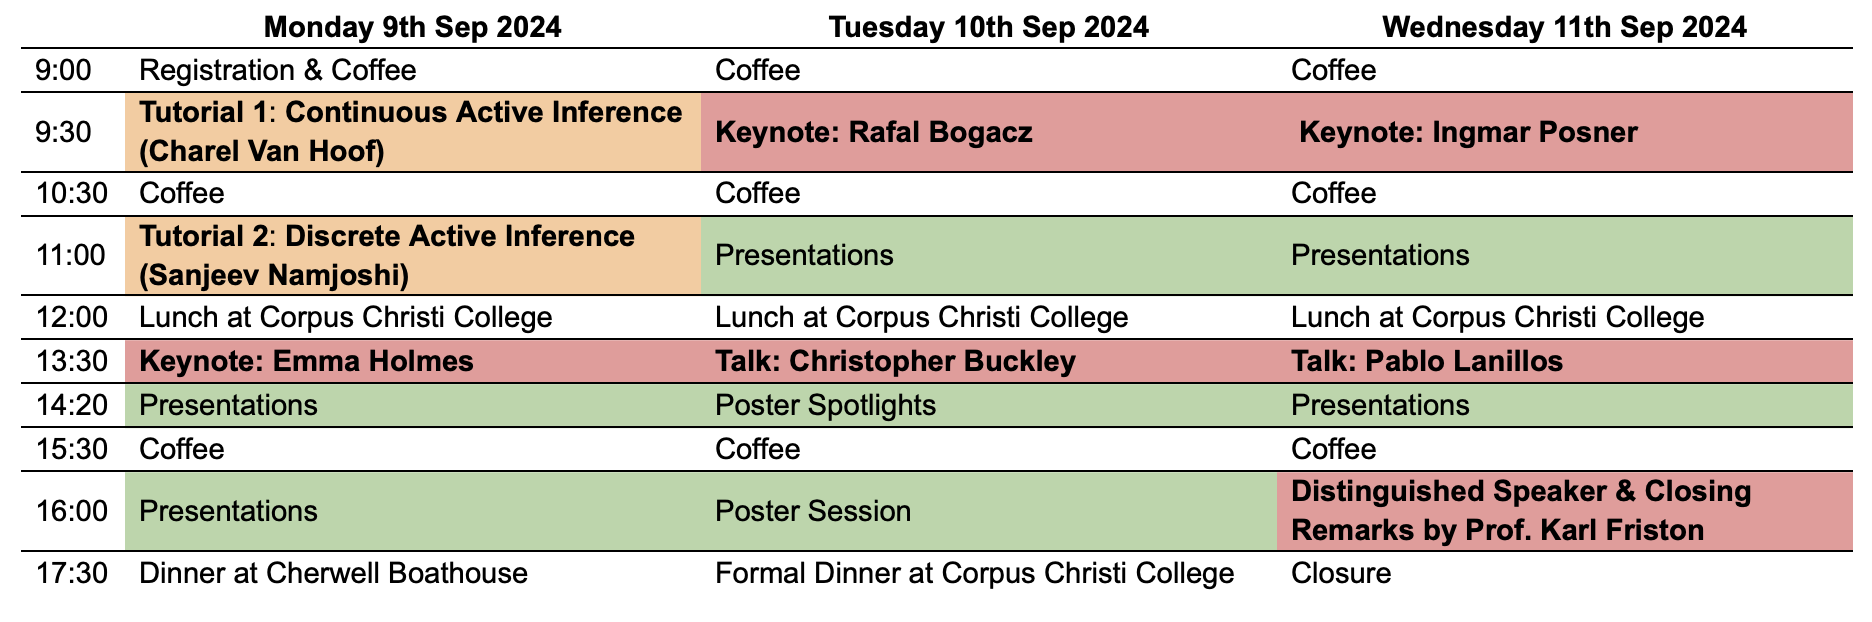 Monday 9th Sep 2024 Tuesday 10th Sep 2024 Wednesday 11th Sep 2024
9:00 Registration & Coffee Coffee Coffee
9:30 Tutorial 1: Continuous Active Inference (Charel Van Hoof) Keynote: Rafal Bogacz Keynote: Ingmar Posner
10:30 Coffee Coffee Coffee
11:00 Tutorial 2: Discrete Active Inference (Sanjeev Namjoshi) Presentations Presentations
12:00 Lunch at Corpus Christi College Lunch at Corpus Christi College Lunch at Corpus Christi College
13:30 Keynote: Emma Holmes Talk: Christopher Buckley Talk: Pablo Lanillos
14:20 Presentations Poster Spotlights Presentations
15:30 Coffee Coffee Coffee
16:00 Presentations Poster Session Distinguished Speaker & Closing Remarks by Prof. Karl Friston
17:30 Dinner at Cherwell Boathouse Formal Dinner at Corpus Christi College Closure